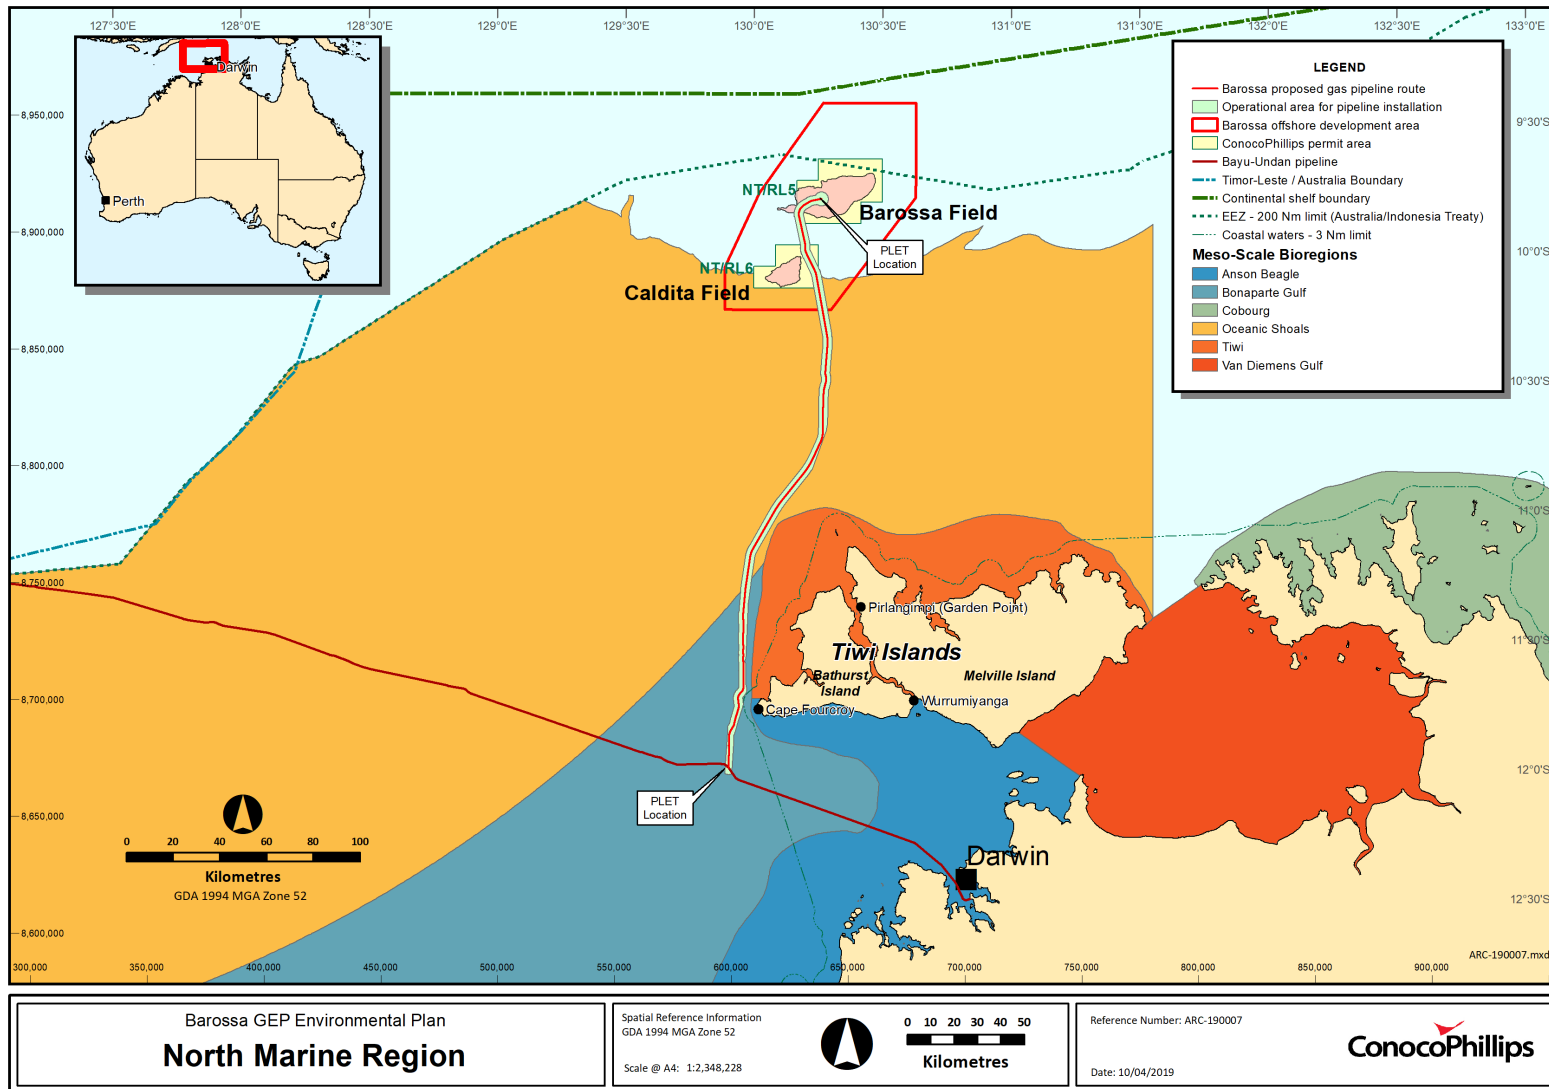 127°30'E 128°0'E 128°30'E 129°0'E 129°30'E 130°0'E 130°30'E 131°0'E 131°30'E 132°0'E 132°30'E 133°0'E
Darwin
Perth
LEGEND
Barossa proposed gas pipeline route
Operational area for pipeline installation
Barossa offshore development area
ConocoPhillips permit area
Bayu-Undan pipeline
Timor-Leste / Australia Boundary
Continental shelf boundary
EEZ - 200 Nm limit (Australia/Indonesia Treaty)
Coastal waters - 3 Nm limit
Meso-Scale Bioregions
Anson Beagle
Bonaparte Gulf
Cobourg
Oceanic Shoals
Tiwi
Van Diemens Gulf
8,950,000
9°30'S
NT/RL5
Barossa Field
8,900,000
PLET
Location
10°0'S
NT/RL6
Caldita Field
8,850,000
10°30'S
8,800,000
11°0'S
8,750,000
Pirlangimpi (Garden Point)
11°30'S
Tiwi Islands
Bathurst
Island
Melville Island
8,700,000
Cape Fourcroy
Wurrumiyanga
12°0'S
PLET
Location
8,650,000
0 20 40 60 80 100
Kilometres
GDA 1994 MGA Zone 52
Darwin
12°30'S
8,600,000
ARC-190007.mxd
300,000 350,000 400,000 450,000 500,000 550,000 600,000 650,000 700,000 750,000 800,000 850,000 900,000
Barossa GEP Environmental Plan
North Marine Region
Spatial Reference Information
GDA 1994 MGA Zone 52
Scale @ A4: 1:2,348,228
0 10 20 30 40 50
Kilometres
Reference Number: ARC-190007
Date: 10/04/2019
ConocoPhillips